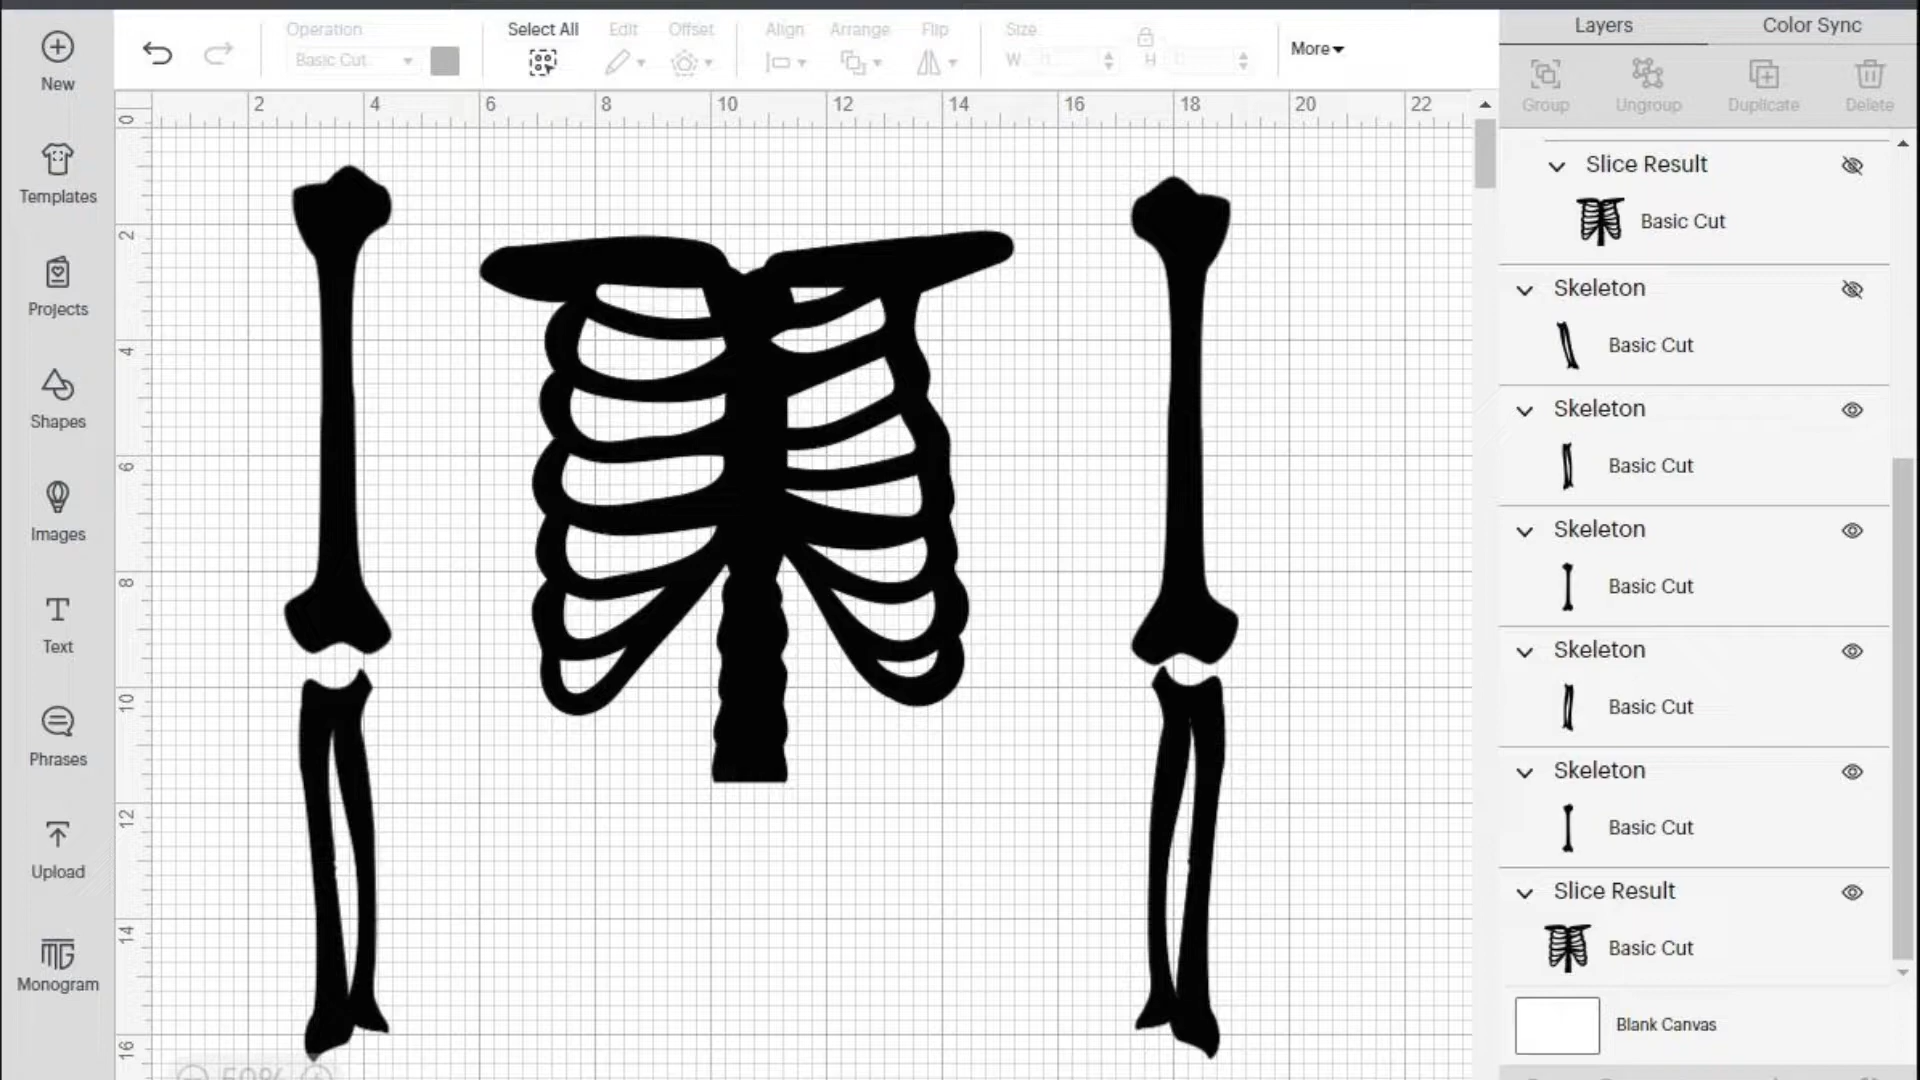 New
Templates
Projects
Shapes
Images
Text
Phrases
Upload
Monogram
Operation
Basic Cut
Select All
Edit
Offset
Align
Arrange
Flip
Size
W
H
More
2 4 6 8 10 12 14 16 18 20 22
0
2
4
6
8
10
12
14
16
50%
Layers
Color Sync
Group
Ungroup
Duplicate
Delete
Slice Result
Basic Cut
Skeleton
Basic Cut
Skeleton
Basic Cut
Skeleton
Basic Cut
Skeleton
Basic Cut
Skeleton
Basic Cut
Slice Result
Basic Cut
Blank Canvas